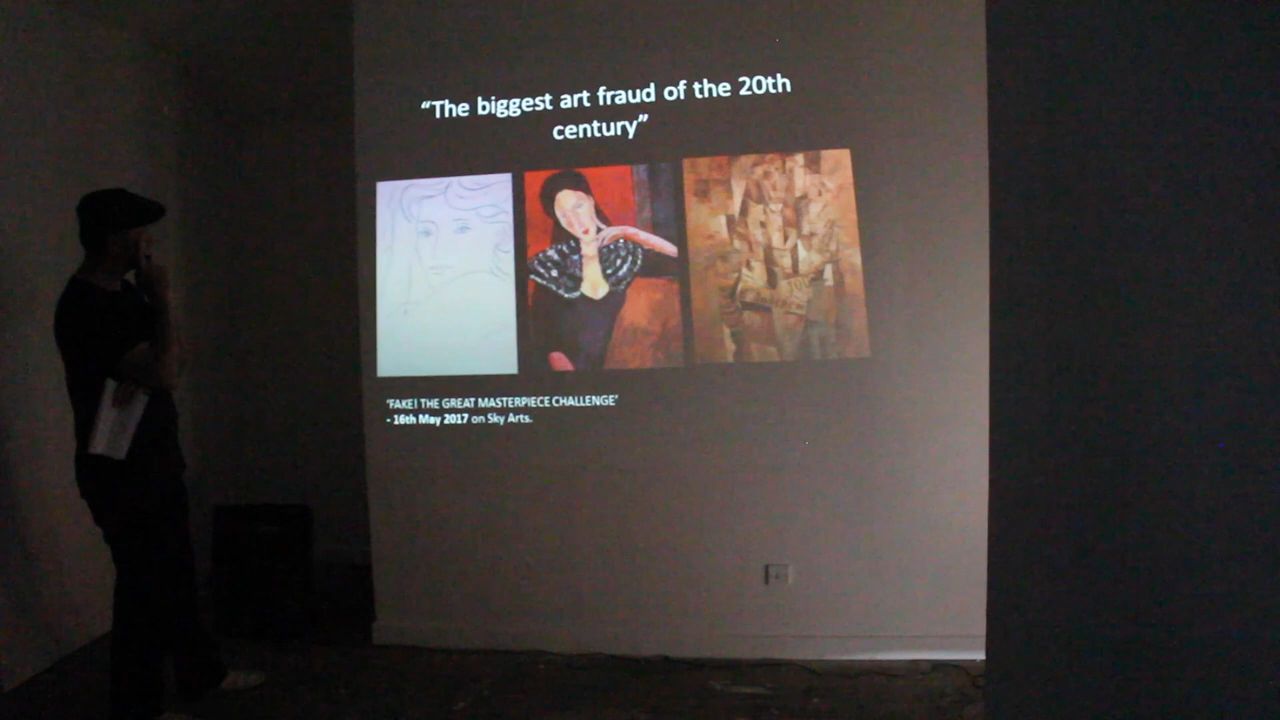 “The biggest art fraud of the 20th
century”
‘FAKE! THE GREAT MASTERPIECE CHALLENGE’
- 16th May 2017 on Sky Arts.